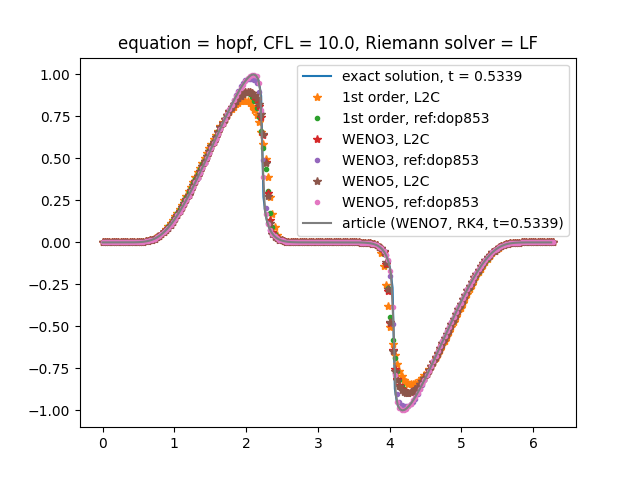 equation = hopf, CFL = 10.0, Riemann solver = LF
1.00
0.75
0.50
0.25
0.00
−0.25
−0.50
−0.75
−1.00
exact solution, t = 0.5339
1st order, L2C
1st order, ref:dop853
WENO3, L2C
WENO3, ref:dop853
WENO5, L2C
WENO5, ref:dop853
article (WENO7, RK4, t=0.5339)
0 1 2 3 4 5 6